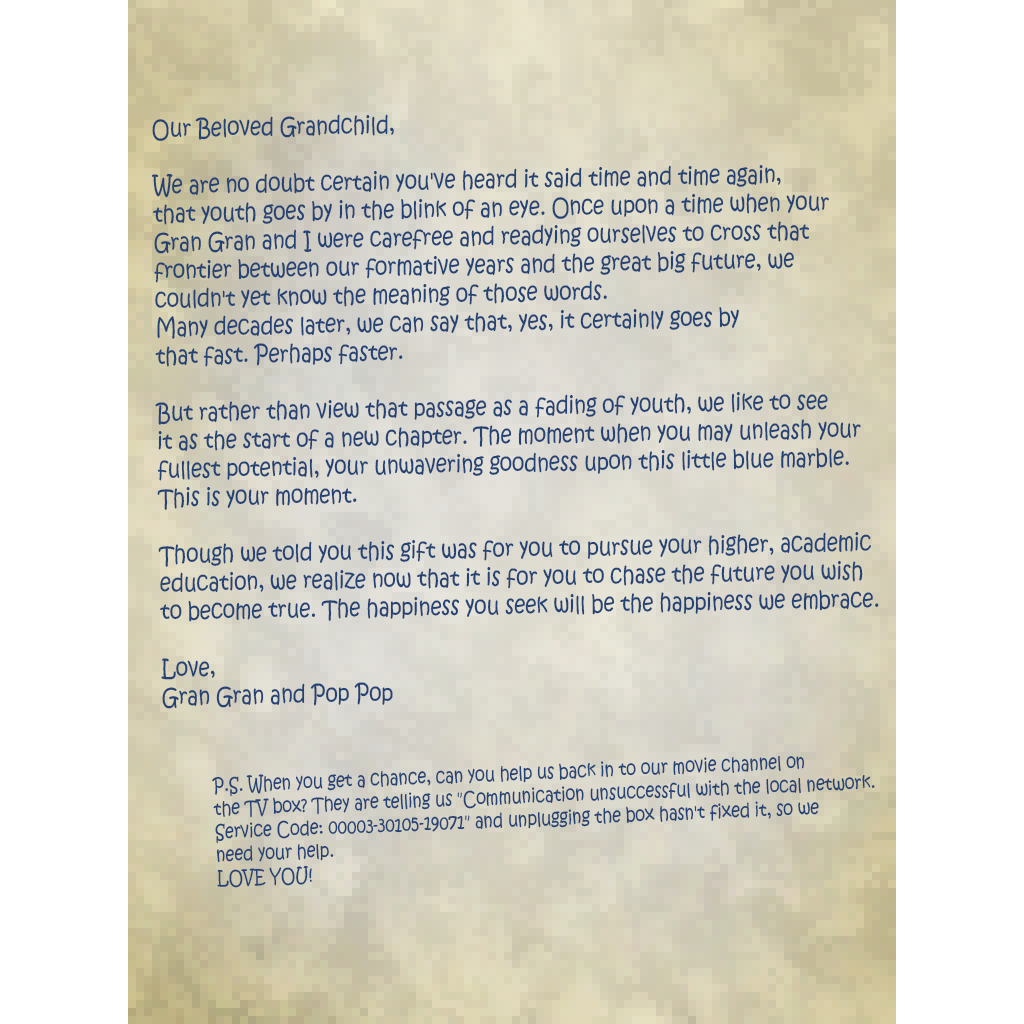 Our Beloved Grandchild,
We are no doubt certain you've heard it said time and time again,
that youth goes by in the blink of an eye. Once upon a time when your
Gran Gran and I were carefree and readying ourselves to cross that
frontier between our formative years and the great big future, we
couldn't yet know the meaning of those words.
Many decades later, we can say that, yes, it certainly goes by
that fast. Perhaps faster.
But rather than view that passage as a fading of youth, we like to see
it as the start of a new chapter. The moment when you may unleash your
fullest potential, your unwavering goodness upon this little blue marble.
This is your moment.
Though we told you this gift was for you to pursue your higher, academic
education, we realize now that it is for you to chase the future you wish
to become true. The happiness you seek will be the happiness we embrace.
Love,
Gran Gran and Pop Pop
P.S. When you get a chance, can you help us back in to our movie channel on
the TV box? They are telling us "Communication unsuccessful with the local network.
Service Code: 00003-30105-19071" and unplugging the box hasn't fixed it, so we
need your help.
LOVE YOU!